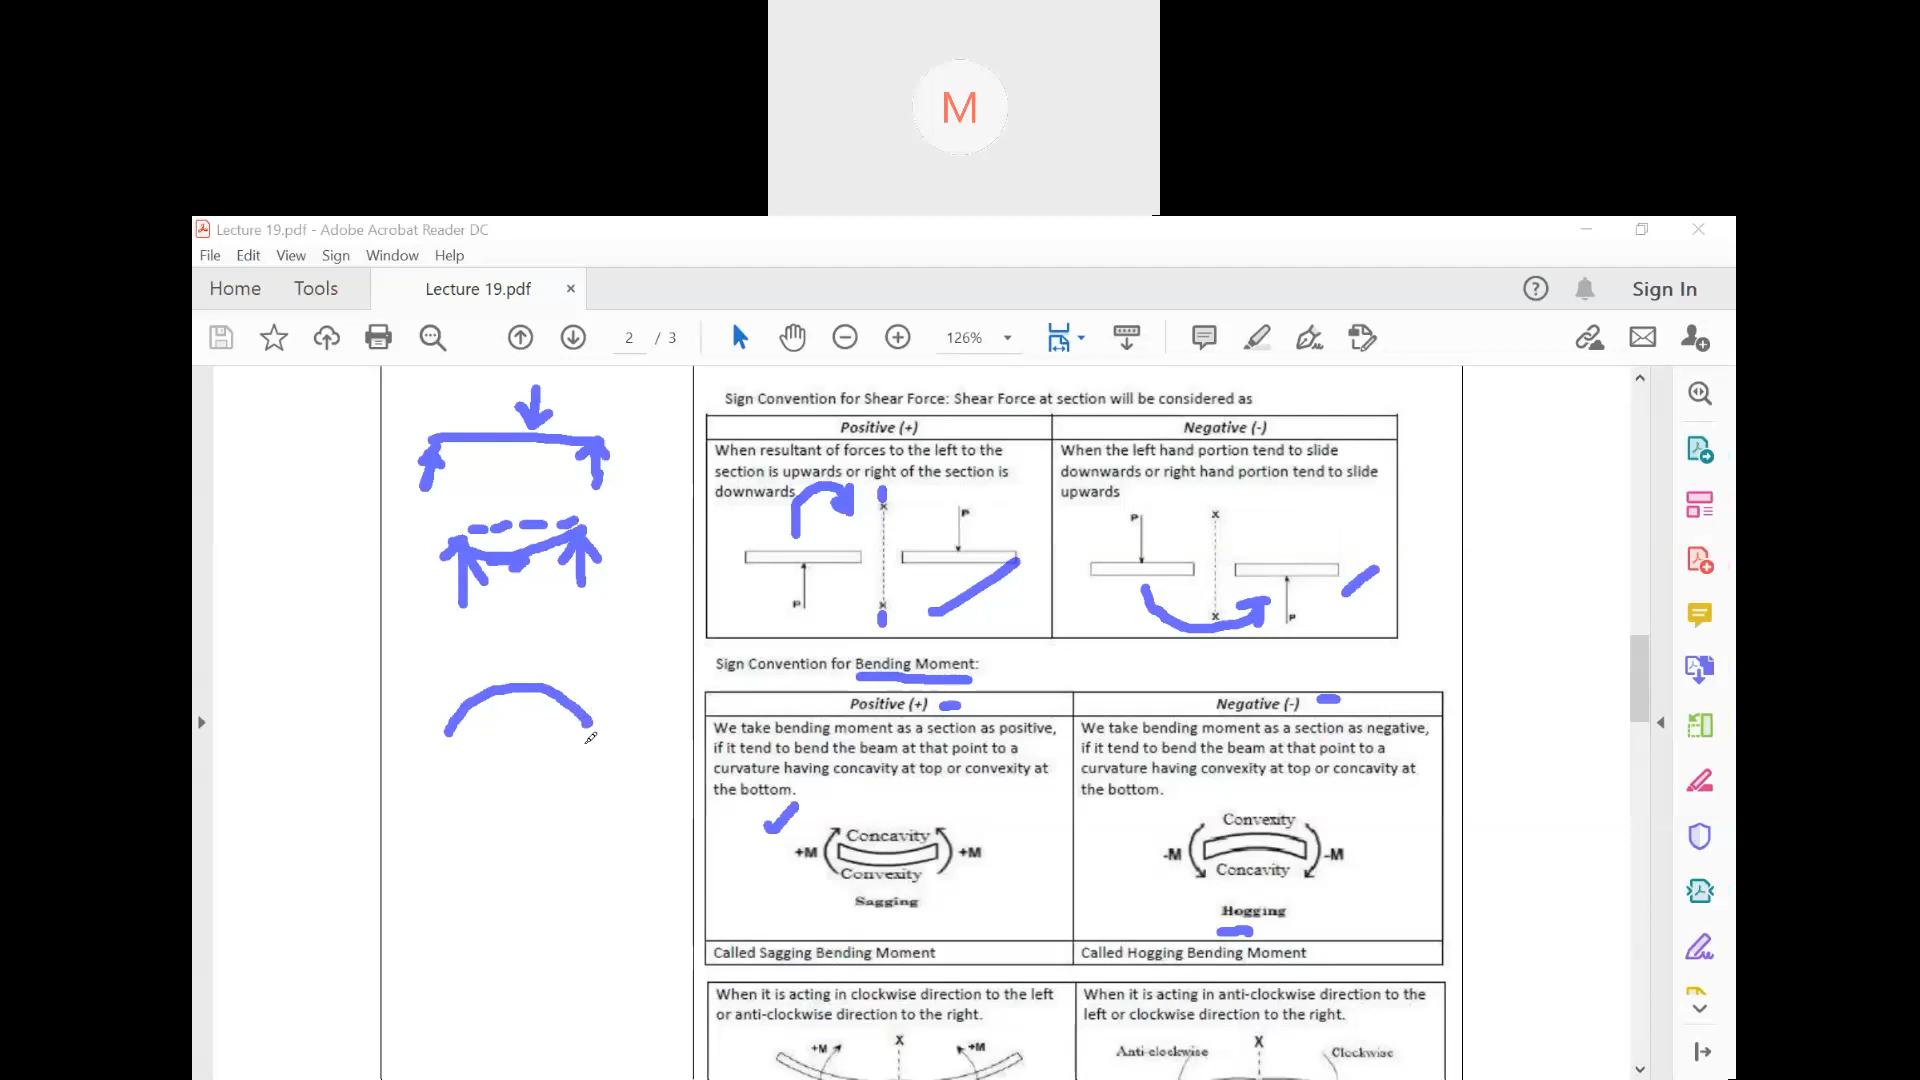 M
Lecture 19.pdf - Adobe Acrobat Reader DC
File Edit View Sign Window Help
Home Tools Lecture 19.pdf × Sign In
2 / 3 126%
Sign Convention for Shear Force: Shear Force at section will be considered as
Positive (+) Negative (-)
When resultant of forces to the left to the
section is upwards or right of the section is
downwards
When the left hand portion tend to slide
downwards or right hand portion tend to slide
upwards
X P
P X
P X
X P
Sign Convention for Bending Moment:
Positive (+) Negative (-)
We take bending moment as a section as positive,
if it tend to bend the beam at that point to a
curvature having concavity at top or convexity at
the bottom.
We take bending moment as a section as negative,
if it tend to bend the beam at that point to a
curvature having convexity at top or concavity at
the bottom.
Concavity
+M +M
Convexity
Sagging
Convexity
-M -M
Concavity
Hogging
Called Sagging Bending Moment Called Hogging Bending Moment
When it is acting in clockwise direction to the left
or anti-clockwise direction to the right.
When it is acting in anti-clockwise direction to the
left or clockwise direction to the right.
+M X +M
Anti-clockwise X Clockwise